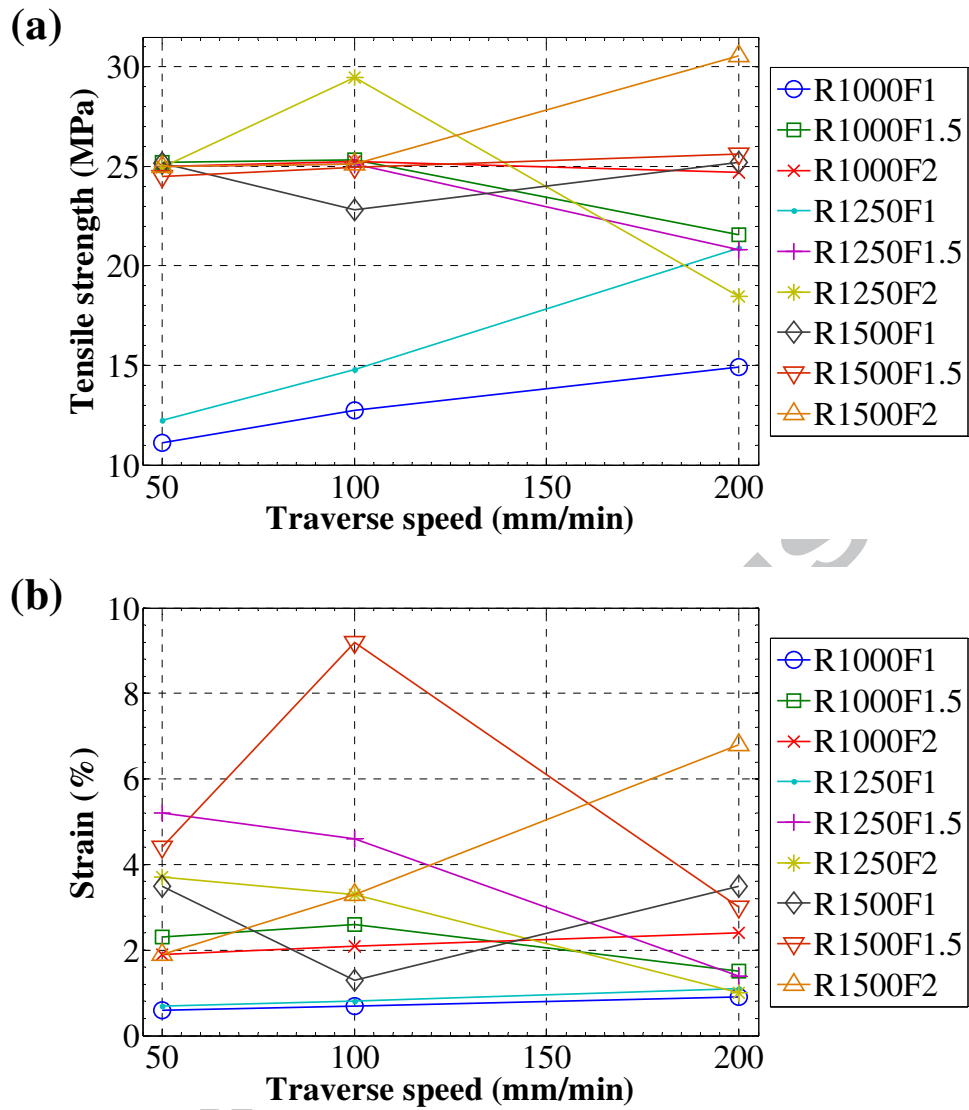 (a)
Tensile strength (MPa)
30
25
20
15
10
50 100 150 200
Traverse speed (mm/min)
R1000F1
R1000F1.5
R1000F2
R1250F1
R1250F1.5
R1250F2
R1500F1
R1500F1.5
R1500F2
(b)
Strain (%)
10
8
6
4
2
0
50 100 150 200
Traverse speed (mm/min)
R1000F1
R1000F1.5
R1000F2
R1250F1
R1250F1.5
R1250F2
R1500F1
R1500F1.5
R1500F2